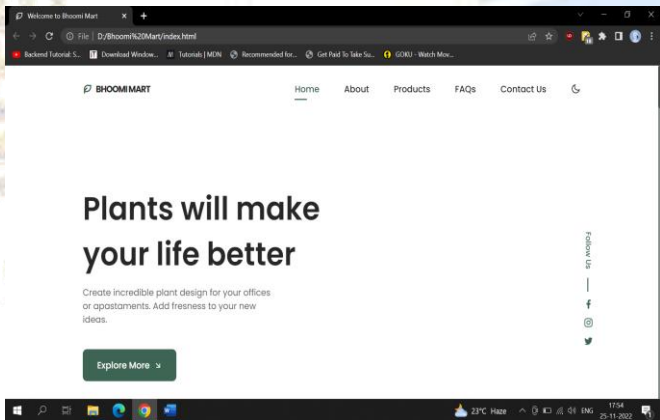 Welcome to Bhoomi Mart
File | D:/Bhoomi%20Mart/index.html
Backend Tutorial: S... Download Window... Tutorials | MDN Recommended for... Get Paid To Take Su... GOKU - Watch Mov...
BHOOMI MART Home About Products FAQs Contact Us
Plants will make
your life better
Create incredible plant design for your offices
or apastaments. Add fresness to your new
ideas.
Explore More
Follow Us
23°C Haze ENG 17:54
25-11-2022